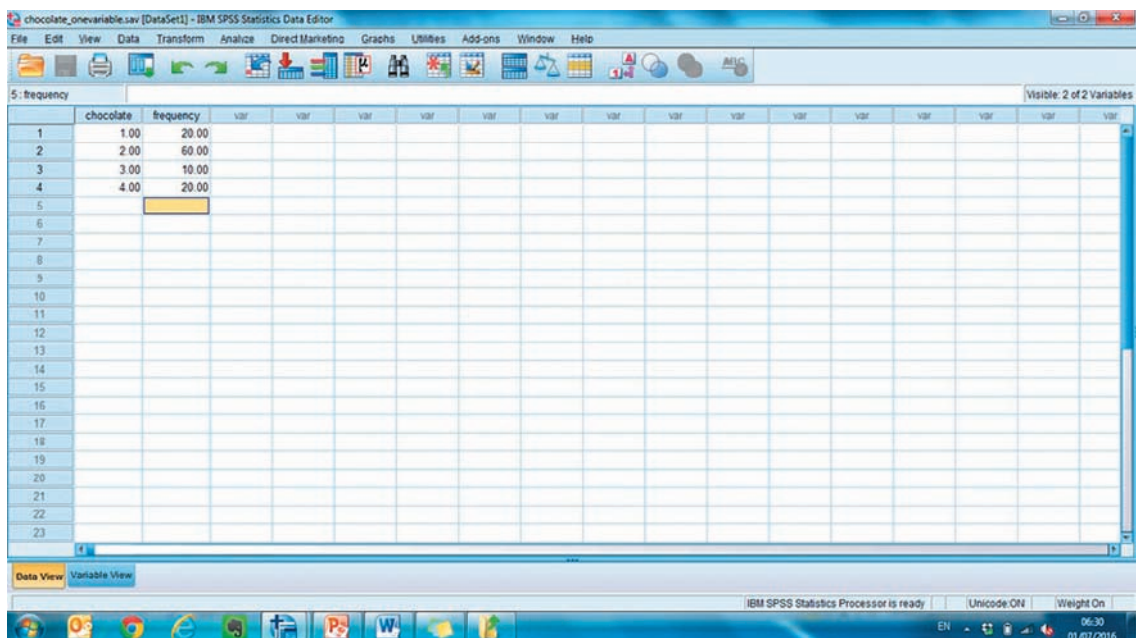 chocolate_onevariable.sav [DataSet1] - IBM SPSS Statistics Data Editor
File Edit View Data Transform Analyze Direct Marketing Graphs Utilities Add-ons Window Help
5 : frequency Visible: 2 of 2 Variables
chocolate frequency var var var var var var var var var var var var var
1 1.00 20.00
2 2.00 60.00
3 3.00 10.00
4 4.00 20.00
5
6
7
8
9
10
11
12
13
14
15
16
17
18
19
20
21
22
23
Data View Variable View
IBM SPSS Statistics Processor is ready Unicode:ON Weight On
EN 06:30
01/07/2016